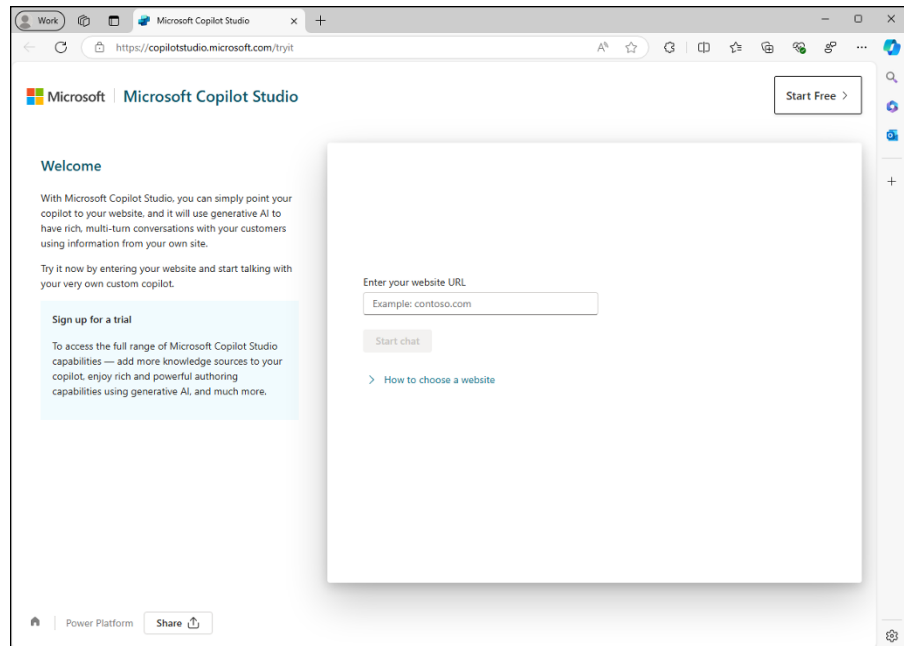 Work
Microsoft Copilot Studio
https://copilotstudio.microsoft.com/tryit
Microsoft
Microsoft Copilot Studio
Start Free
Welcome
With Microsoft Copilot Studio, you can simply point your
copilot to your website, and it will use generative AI to
have rich, multi-turn conversations with your customers
using information from your own site.
Try it now by entering your website and start talking with
your very own custom copilot.
Sign up for a trial
To access the full range of Microsoft Copilot Studio
capabilities — add more knowledge sources to your
copilot, enjoy rich and powerful authoring
capabilities using generative AI, and much more.
Enter your website URL
Example: contoso.com
Start chat
How to choose a website
Power Platform
Share